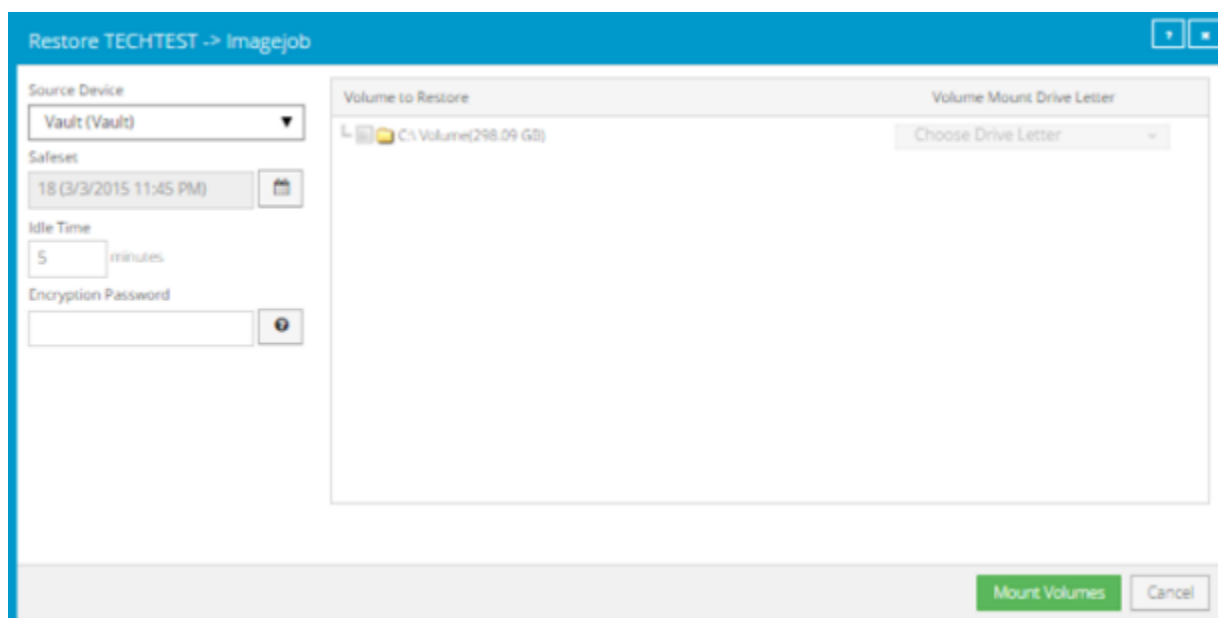 Restore TECHTEST -> Imagejob
Source Device
Vault (Vault)
Safeset
18 (3/3/2015 11:45 PM)
Idle Time
5 minutes
Encryption Password
Volume to Restore
Volume Mount Drive Letter
C:\ Volume(298.09 GB)
Choose Drive Letter
Mount Volumes
Cancel